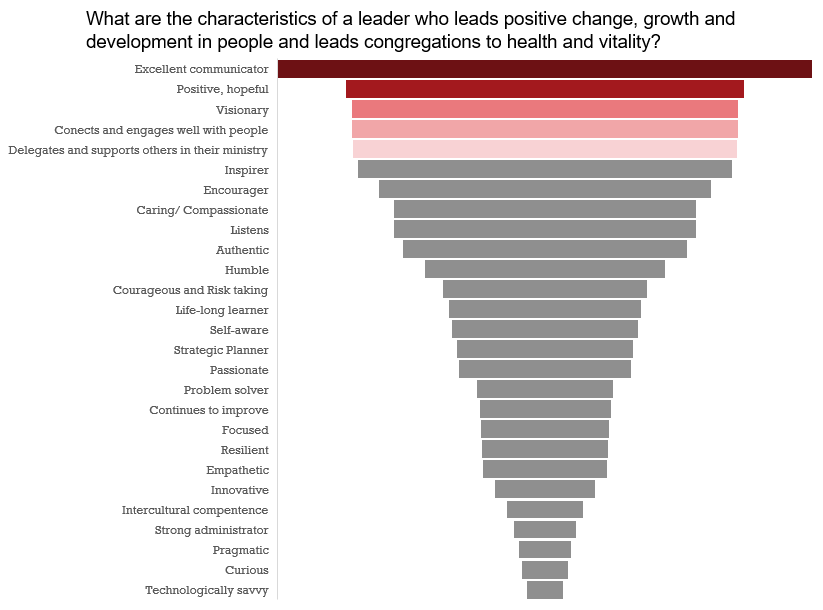 What are the characteristics of a leader who leads positive change, growth and
development in people and leads congregations to health and vitality?
Excellent communicator
Positive, hopeful
Visionary
Conects and engages well with people
Delegates and supports others in their ministry
Inspirer
Encourager
Caring/ Compassionate
Listens
Authentic
Humble
Courageous and Risk taking
Life-long learner
Self-aware
Strategic Planner
Passionate
Problem solver
Continues to improve
Focused
Resilient
Empathetic
Innovative
Intercultural compentence
Strong administrator
Pragmatic
Curious
Technologically savvy